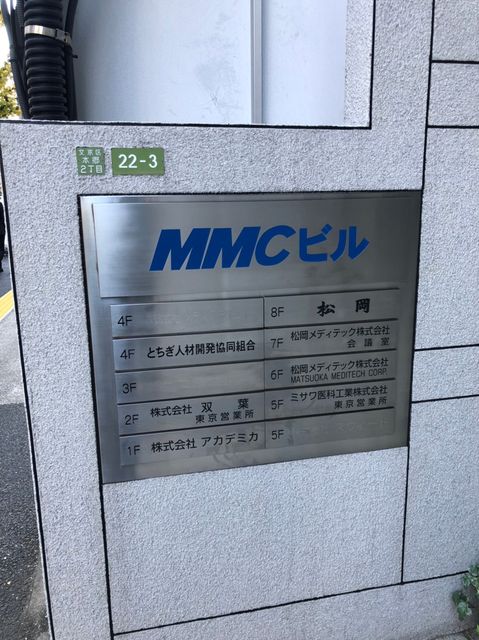 文京区
本郷
2丁目
22-3
MMCビル
4F
4F とちぎ人材開発協同組合
3F
2F 株式会社 双葉
東京営業所
1F 株式会社 アカデミカ
8F 松岡
7F 松岡メディテック株式会社
会議室
6F 松岡メディテック株式会社
MATSUOKA MEDITECH CORP.
5F ミサワ医科工業株式会社
東京営業所
5F